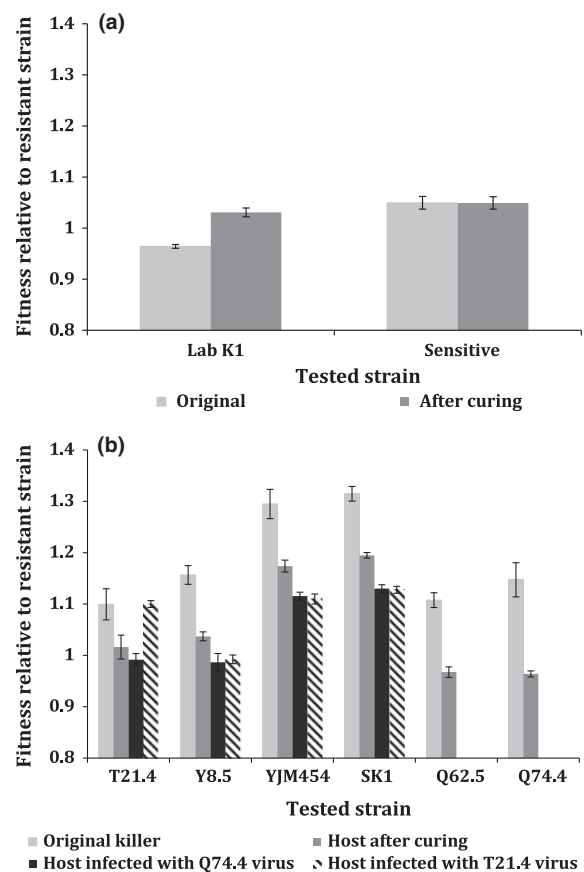 (a)
Fitness relative to resistant strain
1.4
1.3
1.2
1.1
1
0.9
0.8
Lab K1 Sensitive
Tested strain
Original After curing
(b)
Fitness relative to resistant strain
1.4
1.3
1.2
1.1
1
0.9
0.8
T21.4 Y8.5 YJM454 SK1 Q62.5 Q74.4
Tested strain
Original killer Host after curing
Host infected with Q74.4 virus Host infected with T21.4 virus